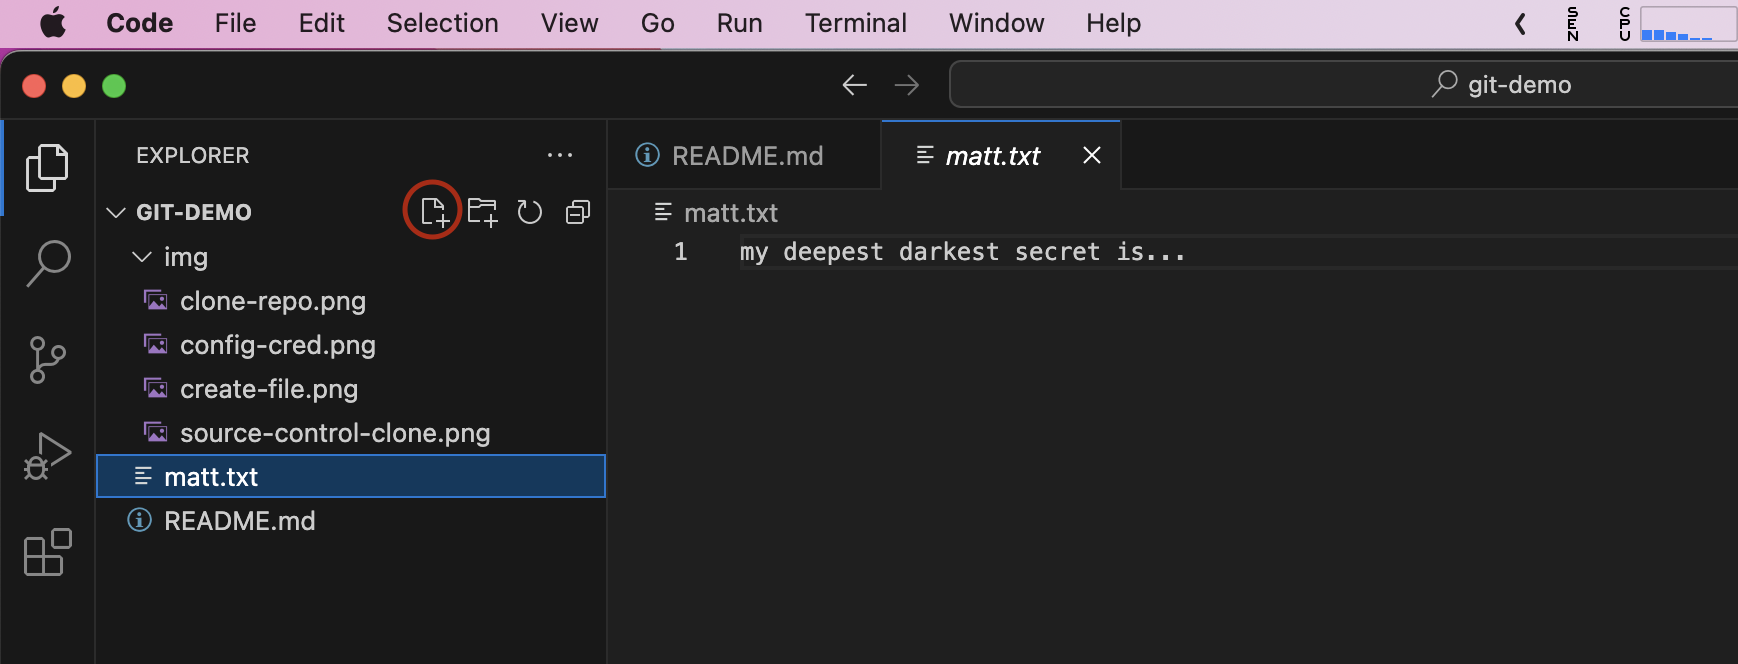 Code File Edit Selection View Go Run Terminal Window Help SEN CPU
git-demo
EXPLORER
README.md matt.txt
GIT-DEMO
matt.txt
1 my deepest darkest secret is...
img
clone-repo.png
config-cred.png
create-file.png
source-control-clone.png
matt.txt
README.md